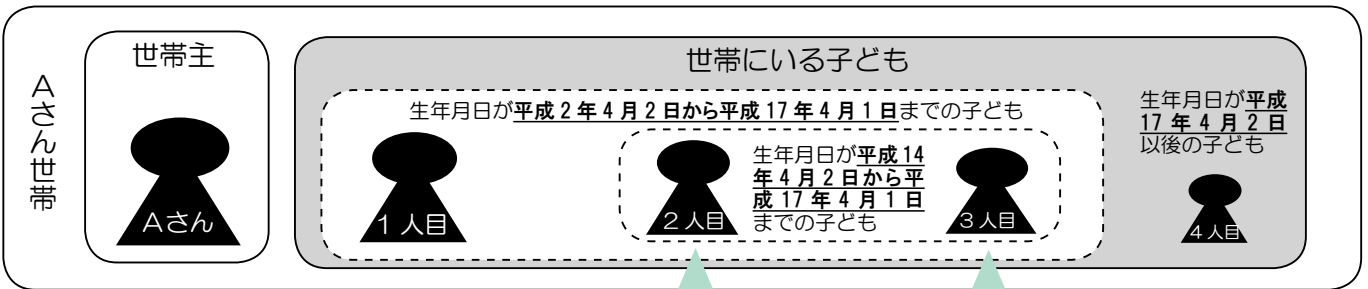 Aさん世帯
世帯主
Aさん
世帯にいる子ども
生年月日が平成2年4月2日から平成17年4月1日までの子ども
1人目
2人目
生年月日が平成14
年4月2日から平
成17年4月1日
までの子ども
3人目
生年月日が平成
17年4月2日
以後の子ども
4人目